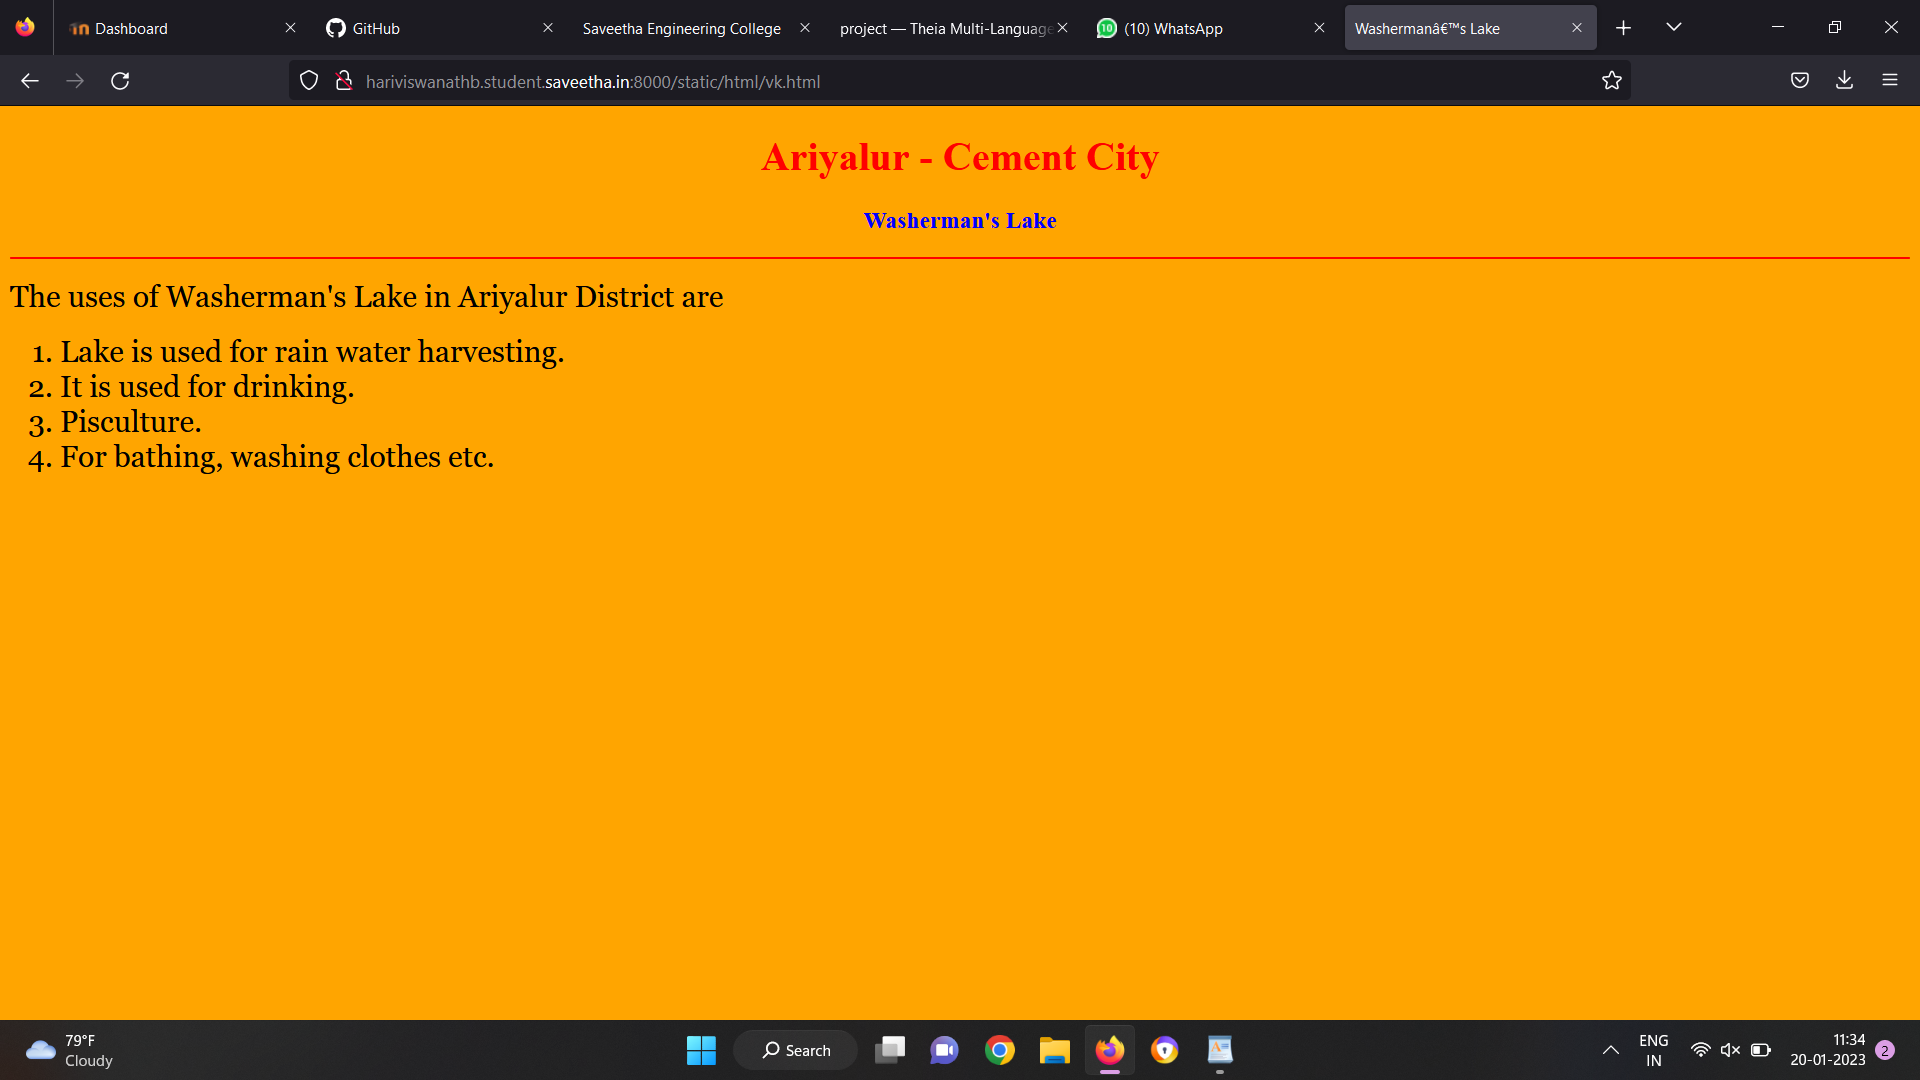 Dashboard
GitHub
Saveetha Engineering College
project — Theia Multi-Language
10
(10) WhatsApp
Washermanâ€™s Lake
hariviswanathb.student.saveetha.in:8000/static/html/vk.html
Ariyalur - Cement City
Washerman's Lake
The uses of Washerman's Lake in Ariyalur District are
1. Lake is used for rain water harvesting.
2. It is used for drinking.
3. Pisculture.
4. For bathing, washing clothes etc.
79°F
Cloudy
Search
ENG
IN
11:34
20-01-2023
2